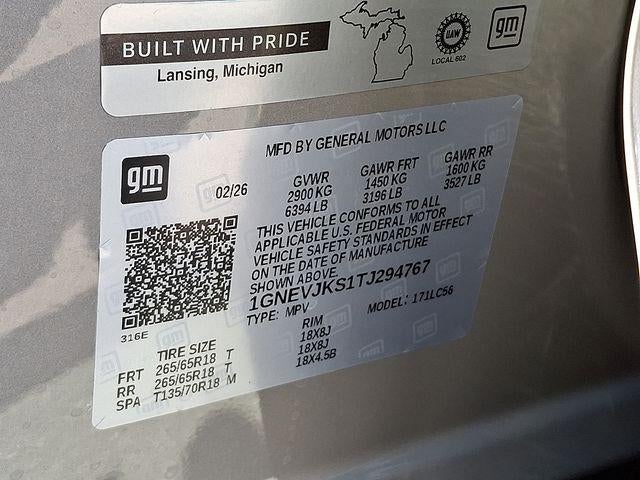 BUILT WITH PRIDE
Lansing, Michigan
UAW
LOCAL 602
gm
gm
MFD BY GENERAL MOTORS LLC
02/26
GVWR GAWR FRT GAWR RR
2900 KG 1450 KG 1600 KG
6394 LB 3196 LB 3527 LB
THIS VEHICLE CONFORMS TO ALL
APPLICABLE U.S. FEDERAL MOTOR
VEHICLE SAFETY STANDARDS IN EFFECT
ON THE DATE OF MANUFACTURE
SHOWN ABOVE.
1GNEVJKS1TJ294767
TYPE: MPV MODEL: 171LC56
316E
TIRE SIZE RIM
FRT 265/65R18 T 18X8J
RR 265/65R18 T 18X8J
SPA T135/70R18 M 18X4.5B